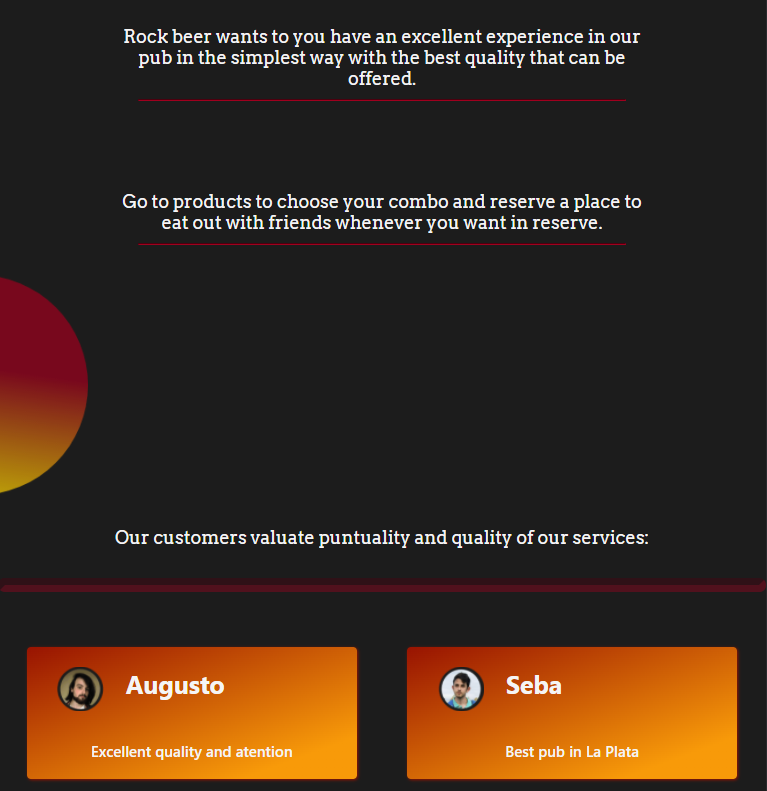 Rock beer wants to you have an excellent experience in our
pub in the simplest way with the best quality that can be
offered.
Go to products to choose your combo and reserve a place to
eat out with friends whenever you want in reserve.
Our customers valuate puntuality and quality of our services:
Augusto
Excellent quality and atention
Seba
Best pub in La Plata